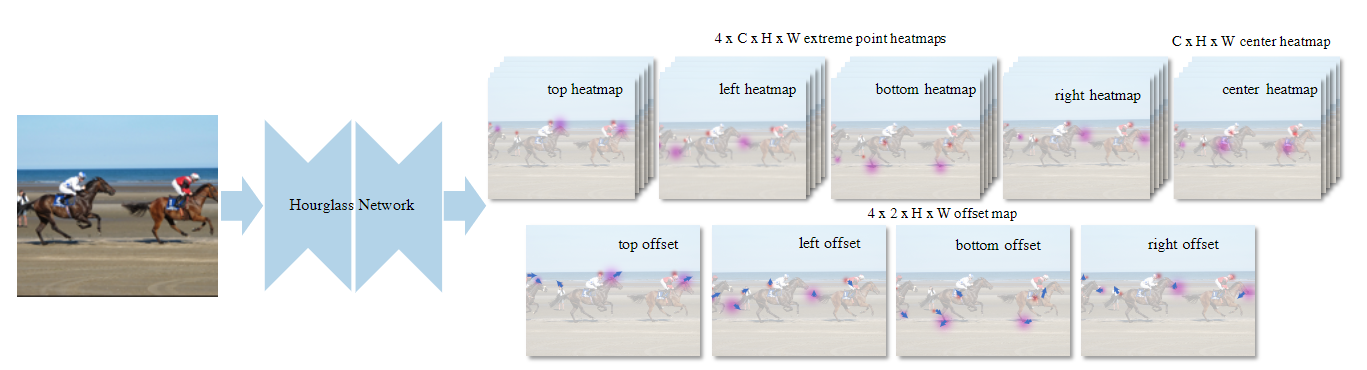 4 x C x H x W extreme point heatmaps
C x H x W center heatmap
top heatmap
left heatmap
bottom heatmap
right heatmap
center heatmap
Hourglass Network
4 x 2 x H x W offset map
top offset
left offset
bottom offset
right offset